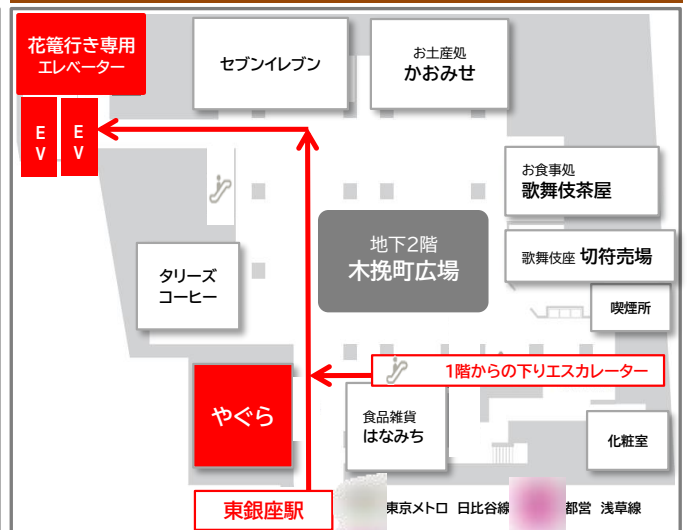 花篭行き専用
エレベーター
EV
EV
セブンイレブン
お土産処
かおみせ
お食事処
歌舞伎茶屋
地下2階
木挽町広場
歌舞伎座 切符売場
タリーズ
コーヒー
喫煙所
1階からの下りエスカレーター
やぐら
食品雑貨
はなみち
化粧室
東銀座駅
東京メトロ 日比谷線
都営 浅草線